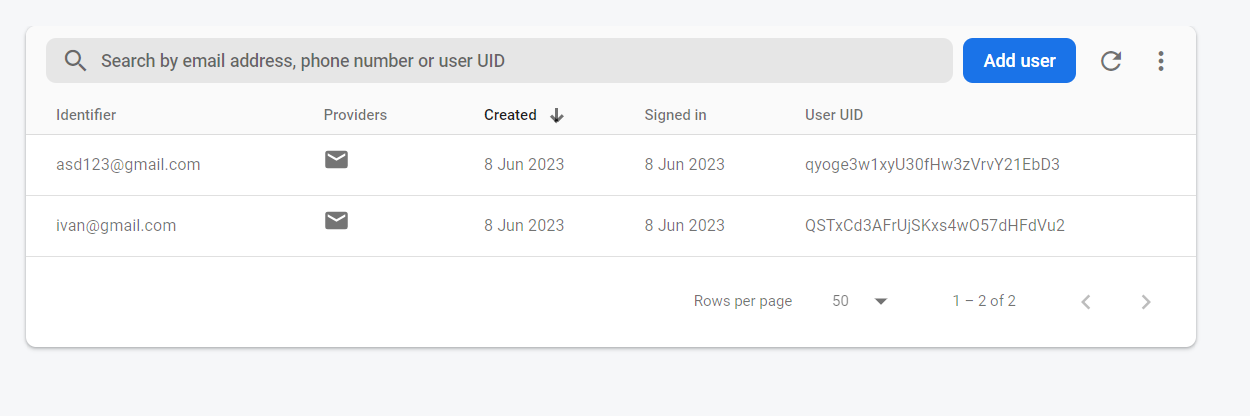 Search by email address, phone number or user UID Add user
Identifier Providers Created Signed in User UID
asd123@gmail.com 8 Jun 2023 8 Jun 2023 qyoge3w1xyU30fHw3zVrvY21EbD3
ivan@gmail.com 8 Jun 2023 8 Jun 2023 QSTxCd3AFrUjSKxs4wO57dHFdVu2
Rows per page 50 1 – 2 of 2